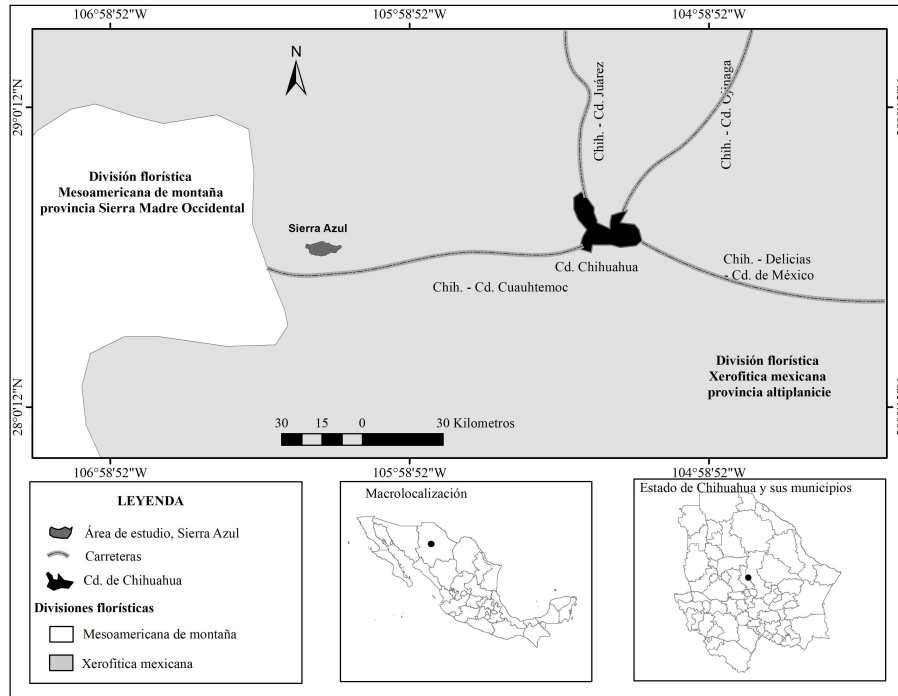 106°58'52"W
105°58'52"W
104°58'52"W
29°0'12"N
N
Chih. - Cd. Juárez
Chih. - Cd. Ojinaga
División florística
Mesoamericana de montaña
provincia Sierra Madre Occidental
Sierra Azul
Cd. Chihuahua
Chih. - Delicias
- Cd. de México
Chih. - Cd. Cuauhtemoc
División florística
Xerofitica mexicana
provincia altiplanicie
28°0'12"N
30 15 0 30 Kilometros
106°58'52"W
105°58'52"W
104°58'52"W
LEYENDA
Área de estudio, Sierra Azul
Carreteras
Cd. de Chihuahua
Divisiones florísticas
Mesoamericana de montaña
Xerofitica mexicana
Macrolocalización
Estado de Chihuahua y sus municipios